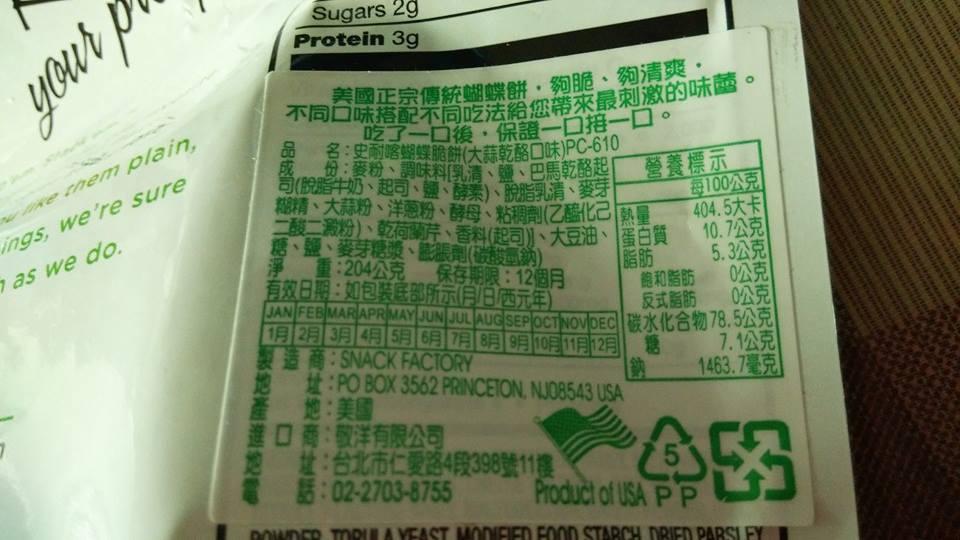 Sugars 2g
Protein 3g
your
like them plain,
ings, we're sure
as we do.
美國正宗傳統蝴蝶餅，夠脆、夠清爽，
不同口味搭配不同吃法給您帶來最刺激的味蕾。
吃了一口後，保證一口接一口。
品 名：史耐喀蝴蝶脆餅(大蒜乾酪口味)PC-610
成 份：麥粉、調味料[乳清、鹽、巴馬乾酪起
司(脫脂牛奶、起司、鹽、酵素)、脫脂乳清、麥芽
糊精、大蒜粉、洋蔥粉、酵母、粘稠劑(乙醯化己
二酸二澱粉)、乾荷蘭芹、香料(起司)]、大豆油、
糖、鹽、麥芽糖漿、膨脹劑(碳酸氫鈉)
淨 重：204公克 保存期限：12個月
有效日期：如包裝底部所示(月/日/西元年)
JAN FEB MAR APR MAY JUN JUL AUG SEP OCT NOV DEC
1月 2月 3月 4月 5月 6月 7月 8月 9月 10月 11月 12月
製 造 商：SNACK FACTORY
地 址：PO BOX 3562 PRINCETON, NJ08543 USA
產 地：美國
進 口 商：敬洋有限公司
地 址：台北市仁愛路4段398號11樓
電 話：02-2703-8755
營養標示
每100公克
熱量 404.5大卡
蛋白質 10.7公克
脂肪 5.3公克
飽和脂肪 0公克
反式脂肪 0公克
碳水化合物 78.5公克
糖 7.1公克
鈉 1463.7毫克
Product of USA
5
PP
POWDER, TORULA YEAST, MODIFIED FOOD STARCH, DRIED PARSLEY